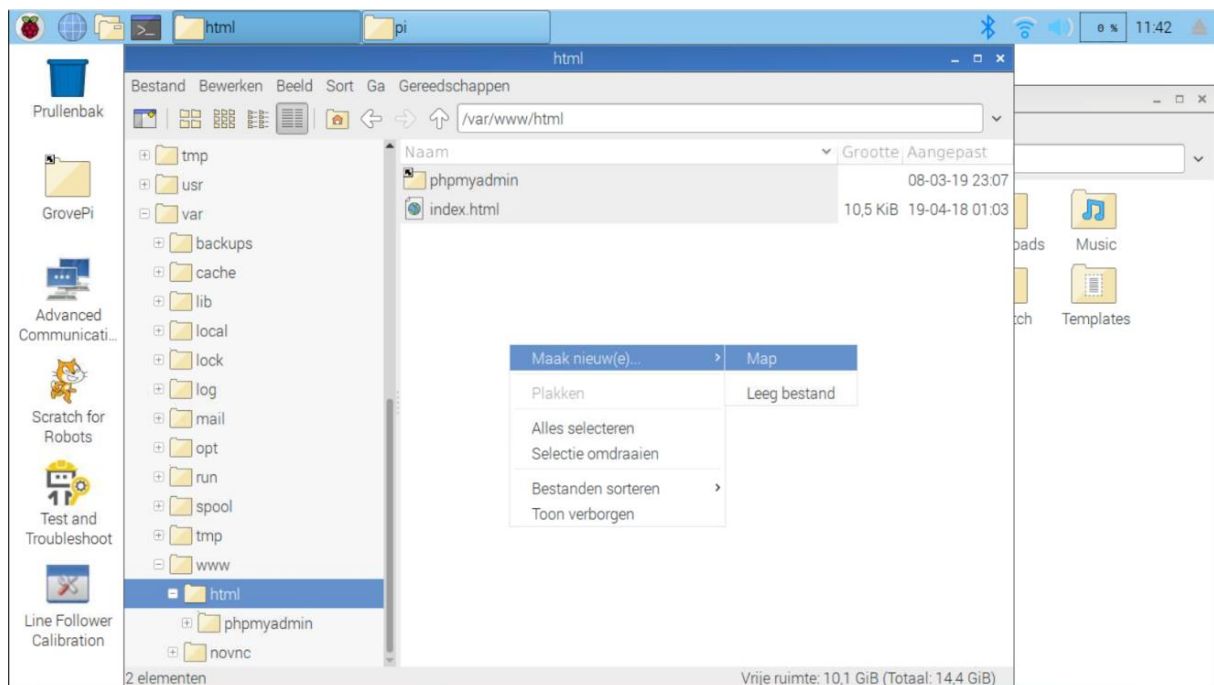 html
pi
0 %
11:42
html
Bestand Bewerken Beeld Sort Ga Gereedschappen
/var/www/html
Prullenbak
GrovePi
Advanced
Communicati...
Scratch for
Robots
Test and
Troubleshoot
Line Follower
Calibration
tmp
usr
var
backups
cache
lib
local
lock
log
mail
opt
run
spool
tmp
www
html
phpmyadmin
novnc
Naam Grootte Aangepast
phpmyadmin 08-03-19 23:07
index.html 10,5 KiB 19-04-18 01:03
Maak nieuw(e)...
Plakken
Alles selecteren
Selectie omdraaien
Bestanden sorteren
Toon verborgen
Map
Leeg bestand
oads
Music
tch
Templates
2 elementen
Vrije ruimte: 10,1 GiB (Totaal: 14,4 GiB)